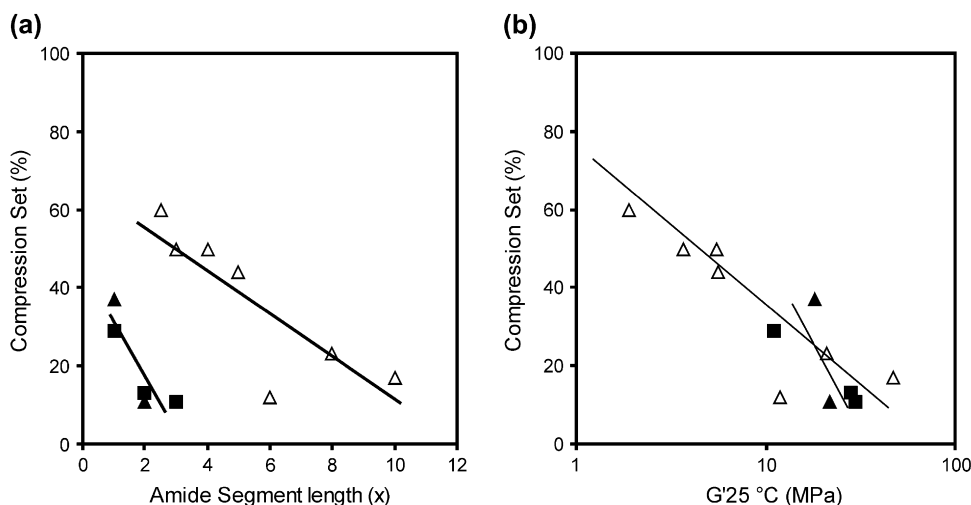 (a)
100
80
60
40
20
0
0 2 4 6 8 10 12
Compression Set (%)
Amide Segment length (x)
(b)
100
80
60
40
20
0
1 10 100
Compression Set (%)
G'25 °C (MPa)